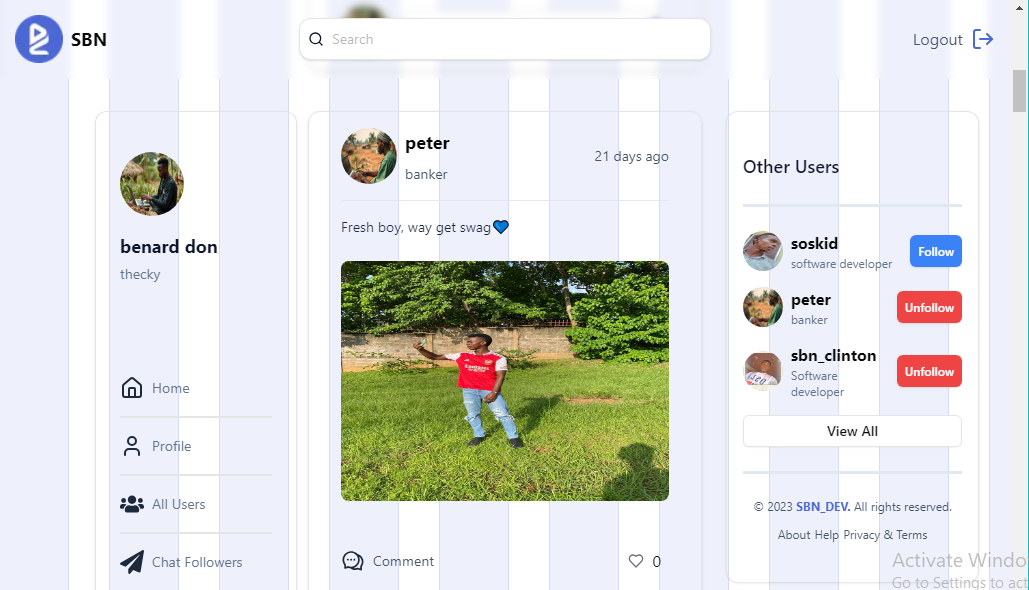 SBN
Search
Logout
benard don
thecky
Home
Profile
All Users
Chat Followers
peter
banker
21 days ago
Fresh boy, way get swag💙
Comment
0
Other Users
soskid
software developer
Follow
peter
banker
Unfollow
sbn_clinton
Software
developer
Unfollow
View All
© 2023 SBN_DEV. All rights reserved.
About Help Privacy & Terms
Activate Windo
Go to Settings to act